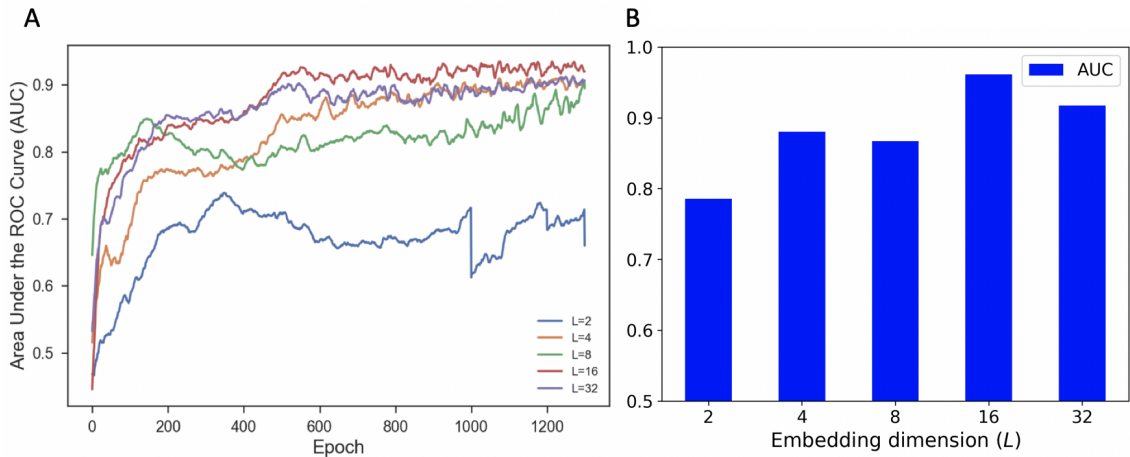 A
Area Under the ROC Curve (AUC)
0.9
0.8
0.7
0.6
0.5
L=2
L=4
L=8
L=16
L=32
0 200 400 600 800 1000 1200
Epoch
B
1.0
0.9
0.8
0.7
0.6
0.5
AUC
2 4 8 16 32
Embedding dimension (L)